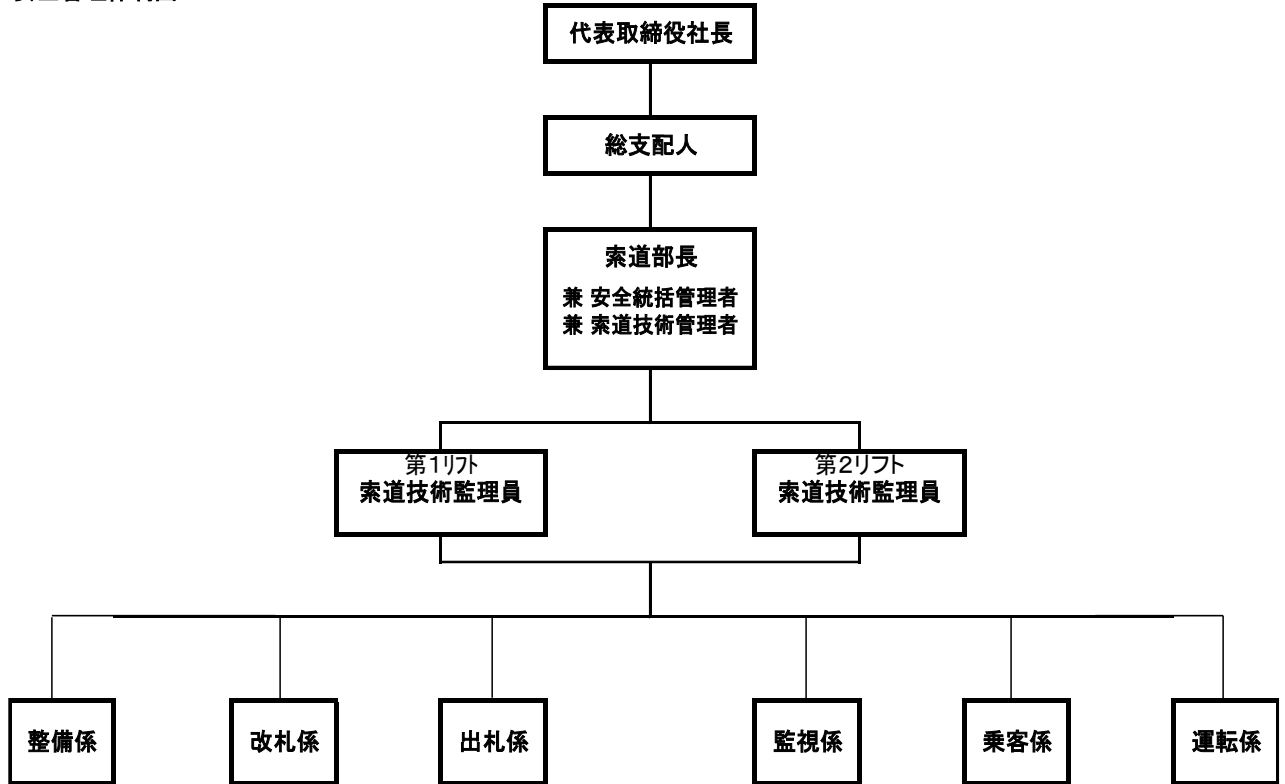 代表取締役社長
総支配人
索道部長
兼 安全統括管理者
兼 索道技術管理者
第1リフト
索道技術監理員
第2リフト
索道技術監理員
整備係
改札係
出札係
監視係
乗客係
運転係